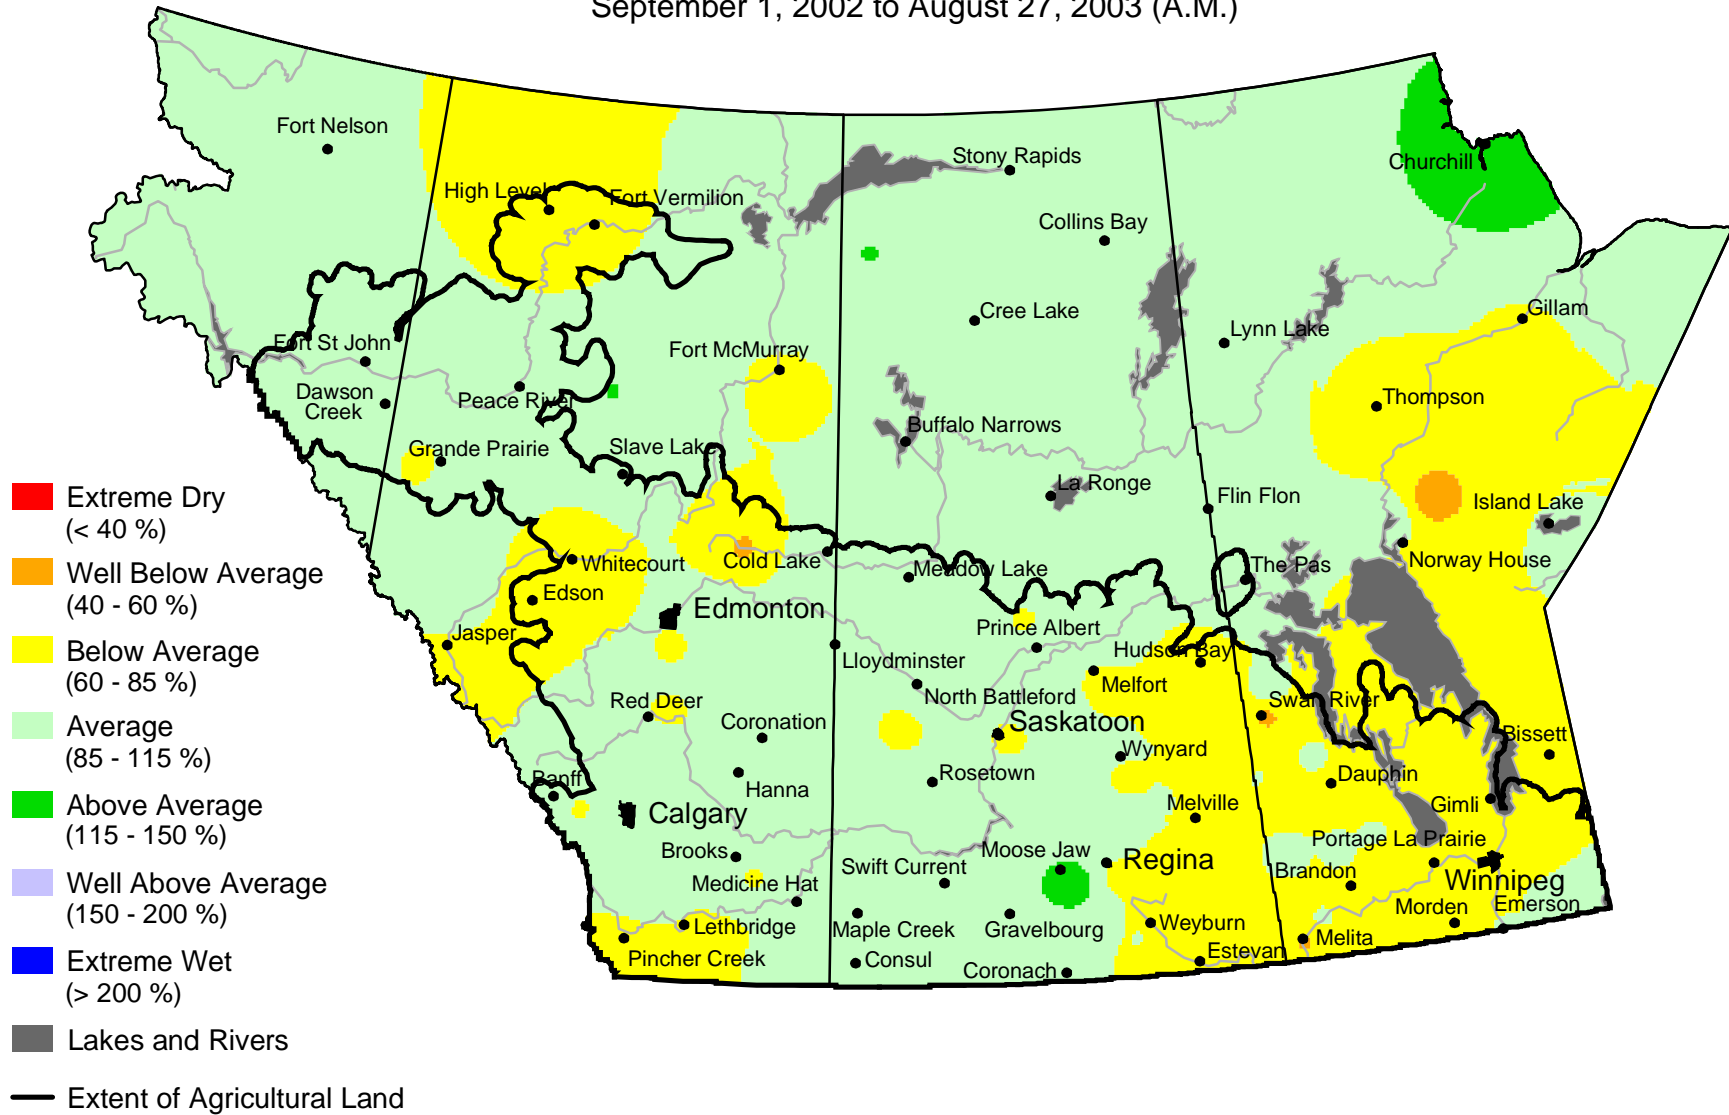 September 1, 2002 to August 27, 2003 (A.M.)
Fort Nelson
High Level
Fort Vermilion
Stony Rapids
Churchill
Collins Bay
Cree Lake
Lynn Lake
Gillam
Fort St John
Fort McMurray
Dawson
Creek
Peace River
Thompson
Buffalo Narrows
Grande Prairie
Slave Lake
La Ronge
Flin Flon
Island Lake
Whitecourt
Cold Lake
Meadow Lake
The Pas
Norway House
Edson
Edmonton
Jasper
Prince Albert
Lloydminster
Hudson Bay
Melfort
North Battleford
Red Deer
Coronation
Saskatoon
Swan River
Wynyard
Bissett
Banff
Hanna
Rosetown
Dauphin
Calgary
Melville
Gimli
Brooks
Swift Current
Moose Jaw
Regina
Portage La Prairie
Brandon
Winnipeg
Medicine Hat
Lethbridge
Maple Creek
Gravelbourg
Weyburn
Morden
Emerson
Pincher Creek
Consul
Coronach
Estevan
Melita
Extreme Dry
(< 40 %)
Well Below Average
(40 - 60 %)
Below Average
(60 - 85 %)
Average
(85 - 115 %)
Above Average
(115 - 150 %)
Well Above Average
(150 - 200 %)
Extreme Wet
(> 200 %)
Lakes and Rivers
Extent of Agricultural Land